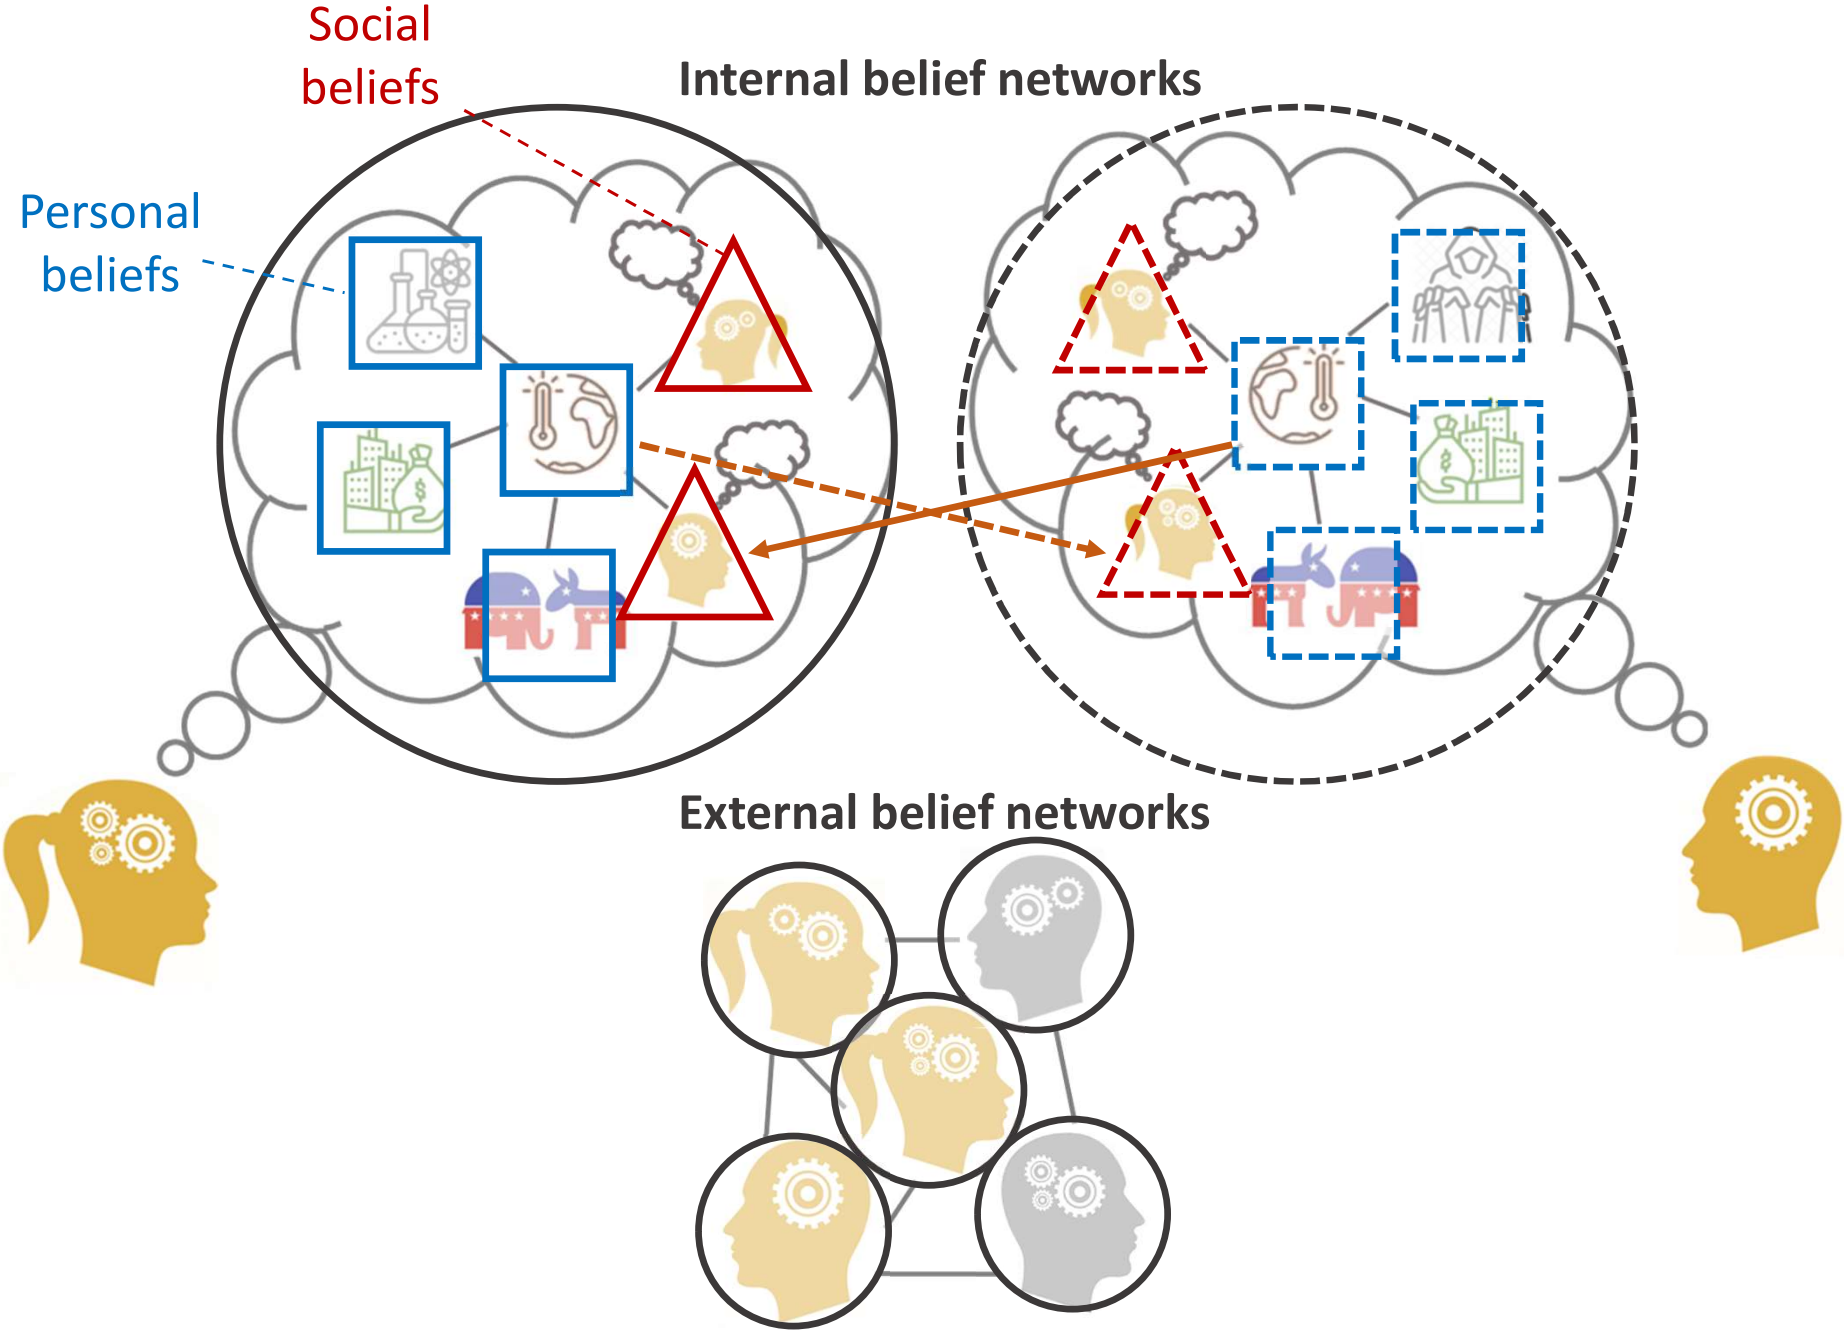 Social
beliefs
Internal belief networks
Personal
beliefs
$
$
External belief networks